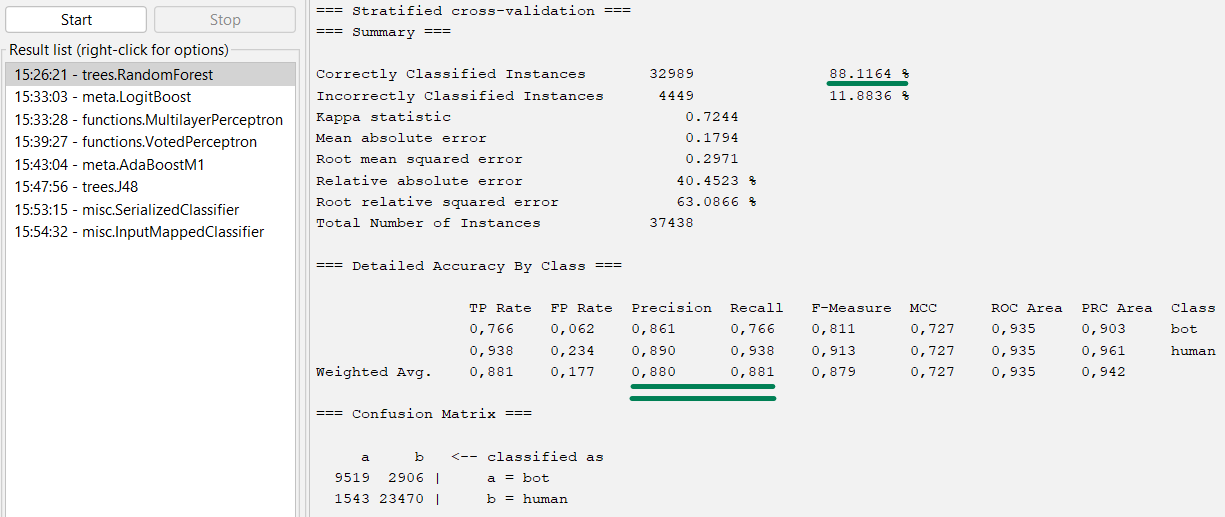 Start Stop
Result list (right-click for options)
15:26:21 - trees.RandomForest
15:33:03 - meta.LogitBoost
15:33:28 - functions.MultilayerPerceptron
15:39:27 - functions.VotedPerceptron
15:43:04 - meta.AdaBoostM1
15:47:56 - trees.J48
15:53:15 - misc.SerializedClassifier
15:54:32 - misc.InputMappedClassifier
=== Stratified cross-validation ===
=== Summary ===
Correctly Classified Instances 32989 88.1164 %
Incorrectly Classified Instances 4449 11.8836 %
Kappa statistic 0.7244
Mean absolute error 0.1794
Root mean squared error 0.2971
Relative absolute error 40.4523 %
Root relative squared error 63.0866 %
Total Number of Instances 37438
=== Detailed Accuracy By Class ===
TP Rate FP Rate Precision Recall F-Measure MCC ROC Area PRC Area Class
0,766 0,062 0,861 0,766 0,811 0,727 0,935 0,903 bot
0,938 0,234 0,890 0,938 0,913 0,727 0,935 0,961 human
Weighted Avg. 0,881 0,177 0,880 0,881 0,879 0,727 0,935 0,942
=== Confusion Matrix ===
a b <-- classified as
9519 2906 | a = bot
1543 23470 | b = human